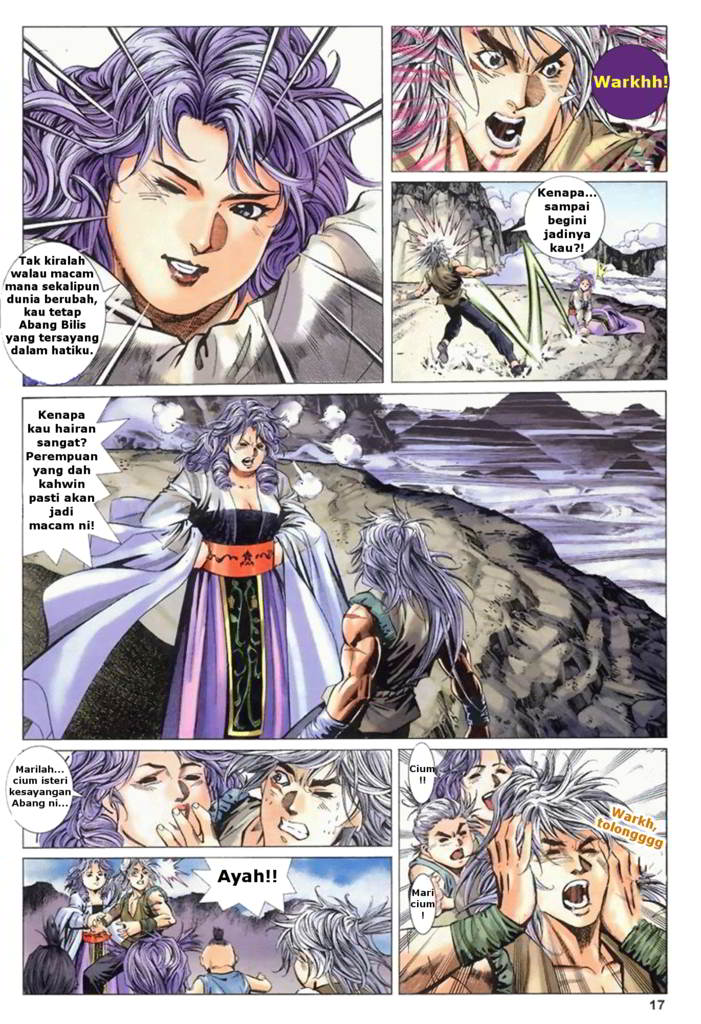 Tak kiralah
walau macam
mana sekalipun
dunia berubah,
kau tetap
Abang Bilis
yang tersayang
dalam hatiku.
Warkhh!
Kenapa...
sampai
begini
jadinya
kau?!
Kenapa
kau hairan
sangat?
Perempuan
yang dah
kahwin
pasti akan
jadi
macam ni!
Marilah...
cium isteri
kesayangan
Abang ni...
Cium
!!
Warkh,
tolongggg
Mari
cium
!
Ayah!!
17